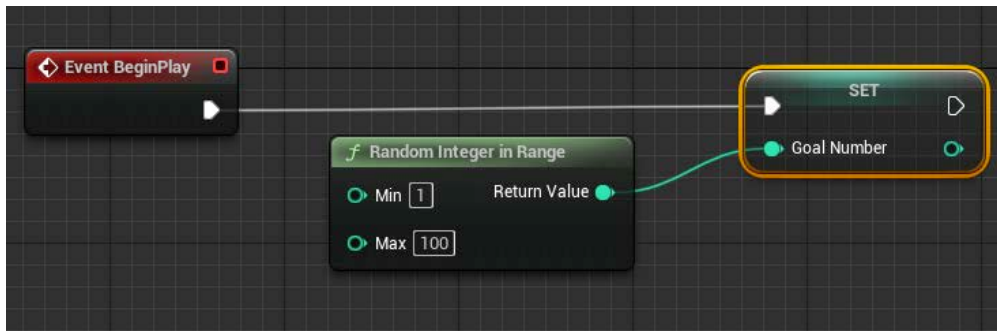 Event BeginPlay
SET
Goal Number
f Random Integer in Range
Min 1 Return Value
Max 100